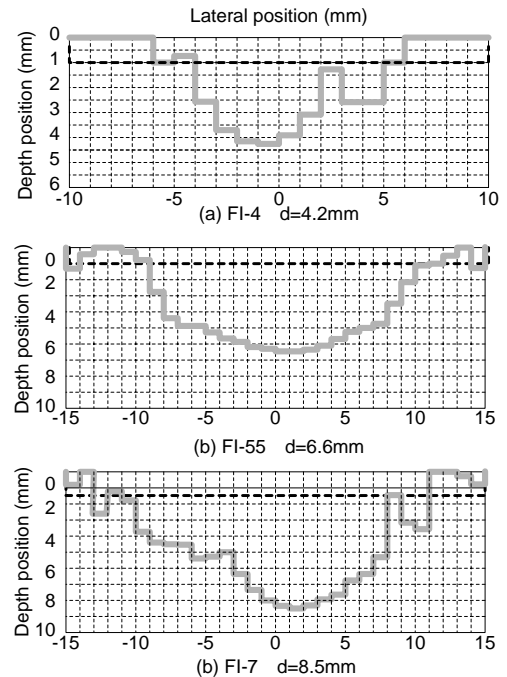 Lateral position (mm)
Depth position (mm)
0
1
2
3
4
5
6
-10 -5 0 5 10
(a) FI-4 d=4.2mm
Depth position (mm)
0
2
4
6
8
10
-15 -10 -5 0 5 10 15
(b) FI-55 d=6.6mm
Depth position (mm)
0
2
4
6
8
10
-15 -10 -5 0 5 10 15
(b) FI-7 d=8.5mm